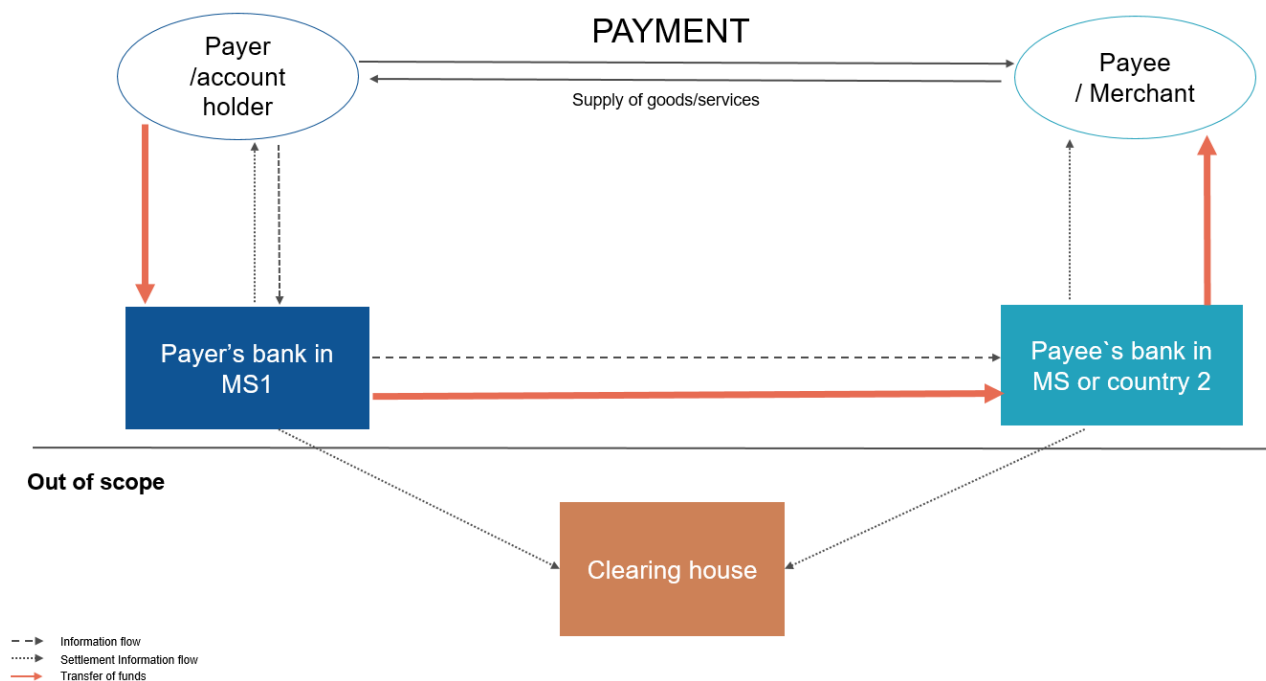 PAYMENT
Payer
/account
holder
Payee
/ Merchant
Supply of goods/services
Payer’s bank in
MS1
Payee`s bank in
MS or country 2
Out of scope
Clearing house
Information flow
Settlement Information flow
Transfer of funds